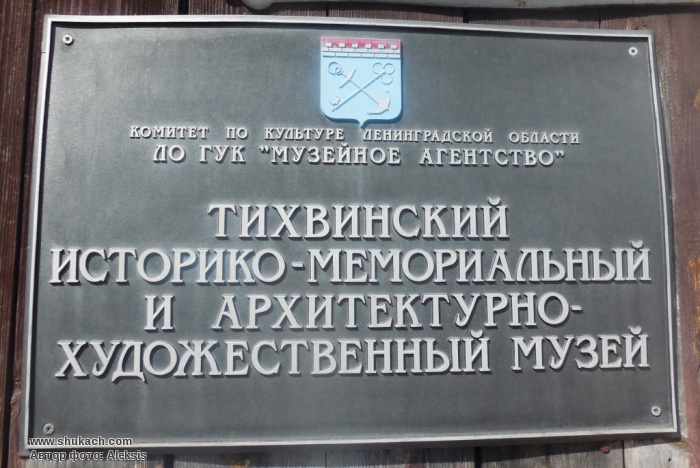 КОМИТЕТ ПО КУЛЬТУРЕ ЛЕНИНГРАДСКОЙ ОБЛАСТИ
ЛО ГУК "МУЗЕЙНОЕ АГЕНТСТВО"
ТИХВИНСКИЙ
ИСТОРИКО-МЕМОРИАЛЬНЫЙ
И АРХИТЕКТУРНО-
ХУДОЖЕСТВЕННЫЙ МУЗЕЙ
www.shukach.com
Автор фото: Aleksis